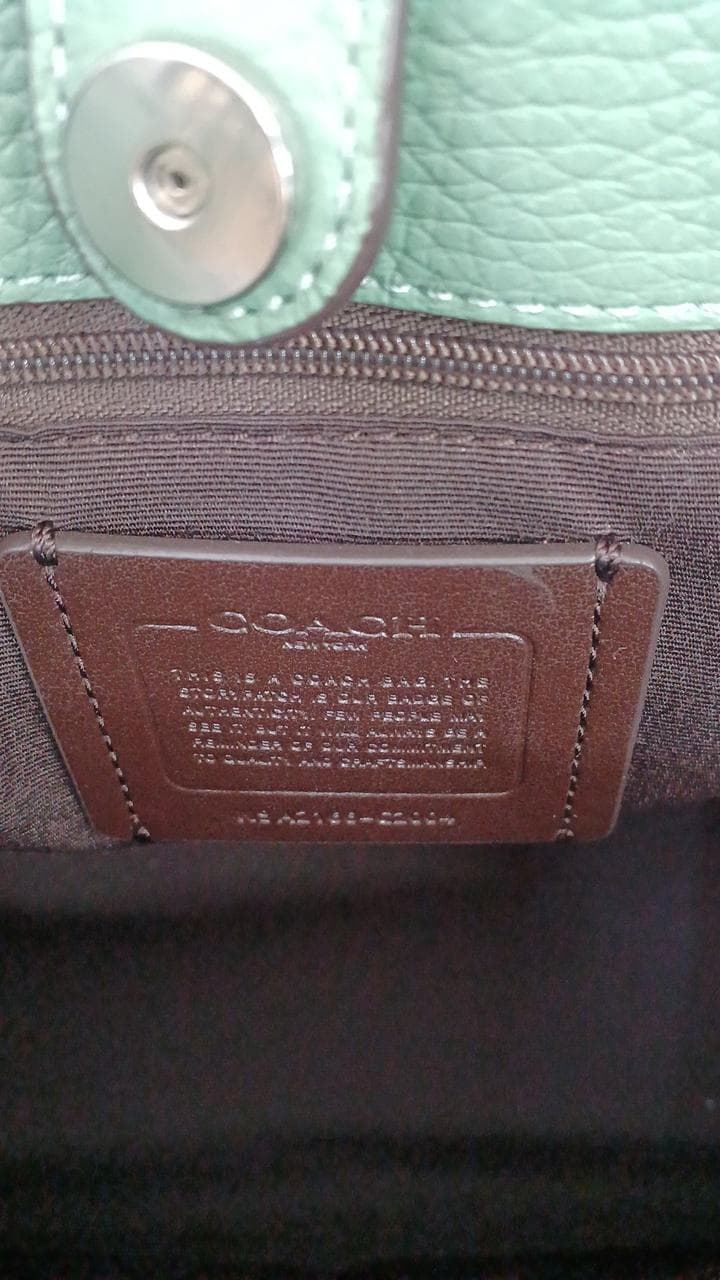 COACH
NEW YORK
THIS IS A COACH BAG. THE
STORYPATCH IS OUR BADGE OF
AUTHENTICITY. FEW PEOPLE MAY
SEE IT BUT IT WILL ALWAYS BE A
REMINDER OF OUR COMMITMENT
TO QUALITY AND CRAFTSMANSHIP.